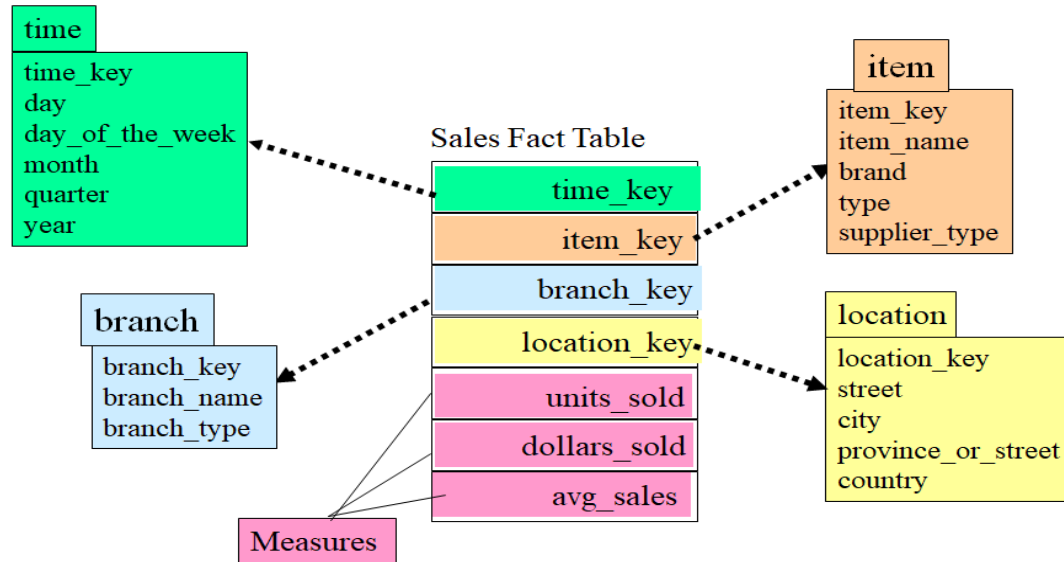 time
time_key
day
day_of_the_week
month
quarter
year
item
item_key
item_name
brand
type
supplier_type
Sales Fact Table
time_key
item_key
branch_key
location_key
units_sold
dollars_sold
avg_sales
branch
branch_key
branch_name
branch_type
location
location_key
street
city
province_or_street
country
Measures